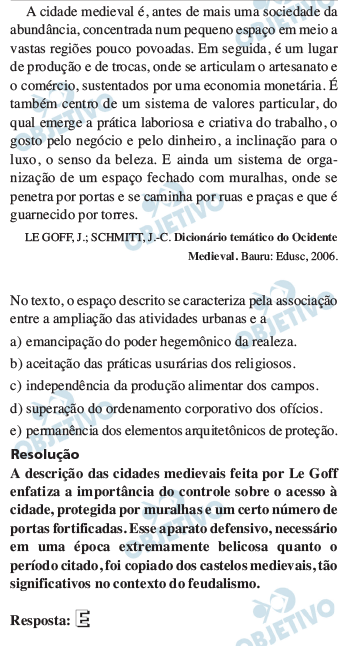 A cidade medieval é, antes de mais uma sociedade da
abundância, concentrada num pequeno espaço em meio a
vastas regiões pouco povoadas. Em seguida, é um lugar
de produção e de trocas, onde se articulam o artesanato e
o comércio, sustentados por uma economia monetária. É
também centro de um sistema de valores particular, do
qual emerge a prática laboriosa e criativa do trabalho, o
gosto pelo negócio e pelo dinheiro, a inclinação para o
luxo, o senso da beleza. E ainda um sistema de orga-
nização de um espaço fechado com muralhas, onde se
penetra por portas e se caminha por ruas e praças e que é
guarnecido por torres.
LE GOFF, J.; SCHMITT, J.-C. Dicionário temático do Ocidente
Medieval. Bauru: Edusc, 2006.
No texto, o espaço descrito se caracteriza pela associação
entre a ampliação das atividades urbanas e a
a) emancipação do poder hegemônico da realeza.
b) aceitação das práticas usurárias dos religiosos.
c) independência da produção alimentar dos campos.
d) superação do ordenamento corporativo dos ofícios.
e) permanência dos elementos arquitetônicos de proteção.
Resolução
A descrição das cidades medievais feita por Le Goff
enfatiza a importância do controle sobre o acesso à
cidade, protegida por muralhas e um certo número de
portas fortificadas. Esse aparato defensivo, necessário
em uma época extremamente belicosa quanto o
período citado, foi copiado dos castelos medievais, tão
significativos no contexto do feudalismo.
Resposta: E
OBJETIVO
OBJETIVO
OBJETIVO
OBJETIVO
OBJETIVO
OBJETIVO
OBJETIVO